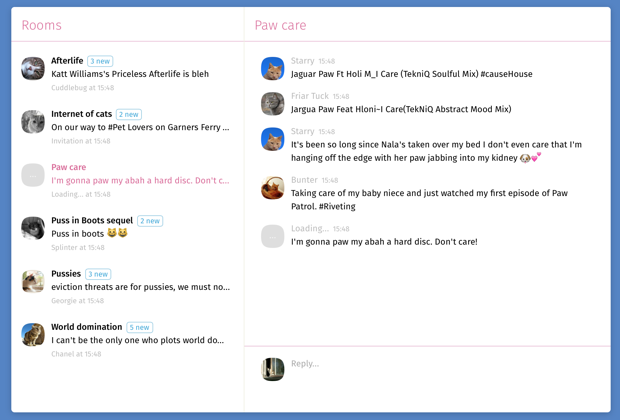 Rooms
Afterlife 3 new
Katt Williams's Priceless Afterlife is bleh
Cuddlebug at 15:48
Internet of cats 2 new
On our way to #Pet Lovers on Garners Ferry ...
Invitation at 15:48
Paw care
I'm gonna paw my abah a hard disc. Don't c...
Loading... at 15:48
Puss in Boots sequel 2 new
Puss in boots 😺😺
Splinter at 15:48
Pussies 3 new
eviction threats are for pussies, we must no...
Georgie at 15:48
World domination 5 new
I can't be the only one who plots world do...
Chanel at 15:48
Paw care
Starry 15:48
Jaguar Paw Ft Holi M_I Care (TekniQ Soulful Mix) #causeHouse
Friar Tuck 15:48
Jargua Paw Feat Hloni-I Care(TekniQ Abstract Mood Mix)
Starry 15:48
It's been so long since Nala's taken over my bed I don't even care that I'm
hanging off the edge with her paw jabbing into my kidney 🐶💕
Bunter 15:48
Taking care of my baby niece and just watched my first episode of Paw
Patrol. #Riveting
Loading... 15:48
I'm gonna paw my abah a hard disc. Don't care!
Reply...